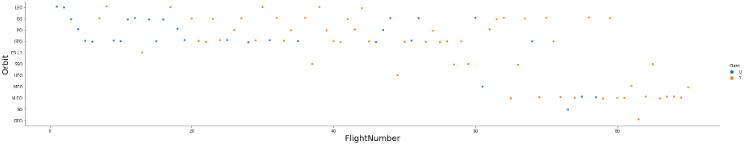 LEO
ISS
PO
GTO
ES-L1
SSO
HEO
MEO
VLEO
SO
GEO
Orbit
0
20
40
60
80
FlightNumber
Class
0
1